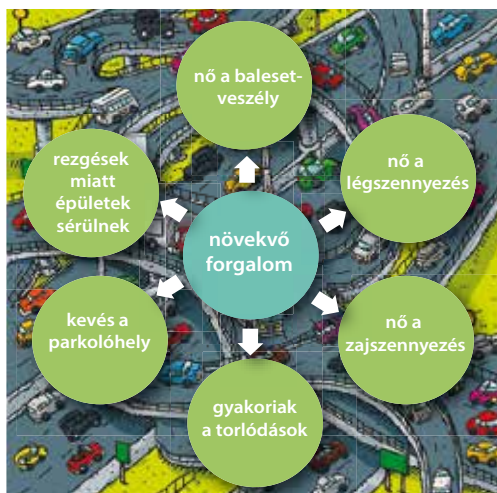 nő a baleset-
veszély
nő a
légszennyezés
nő a
zajszennyezés
gyakoriak
a torlódások
kevés a
parkolóhely
rezgések
miatt
épületek
sérülnek
növekvő
forgalom